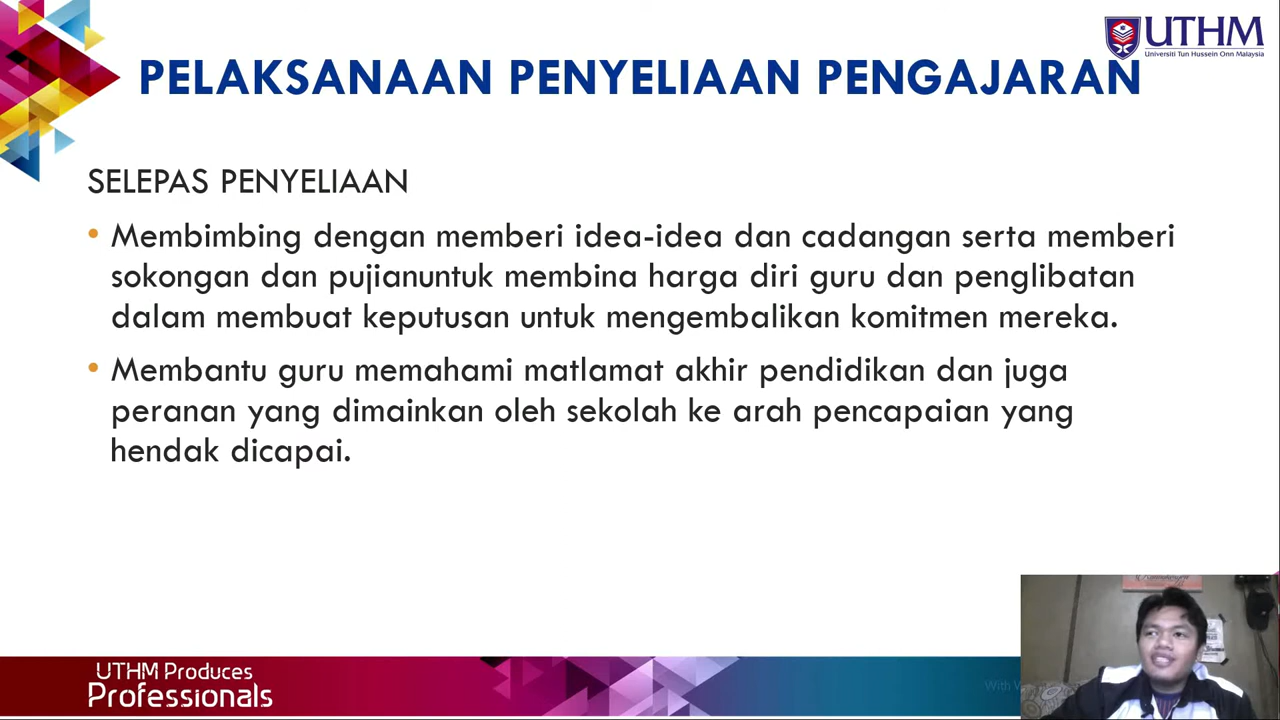 UTHM
Universiti Tun Hussein Onn Malaysia
PELAKSANAAN PENYELIAAN PENGAJARAN
SELEPAS PENYELIAAN
• Membimbing dengan memberi idea-idea dan cadangan serta memberi
sokongan dan pujianuntuk membina harga diri guru dan penglibatan
dalam membuat keputusan untuk mengembalikan komitmen mereka.
• Membantu guru memahami matlamat akhir pendidikan dan juga
peranan yang dimainkan oleh sekolah ke arah pencapaian yang
hendak dicapai.
UTHM Produces
Professionals
With